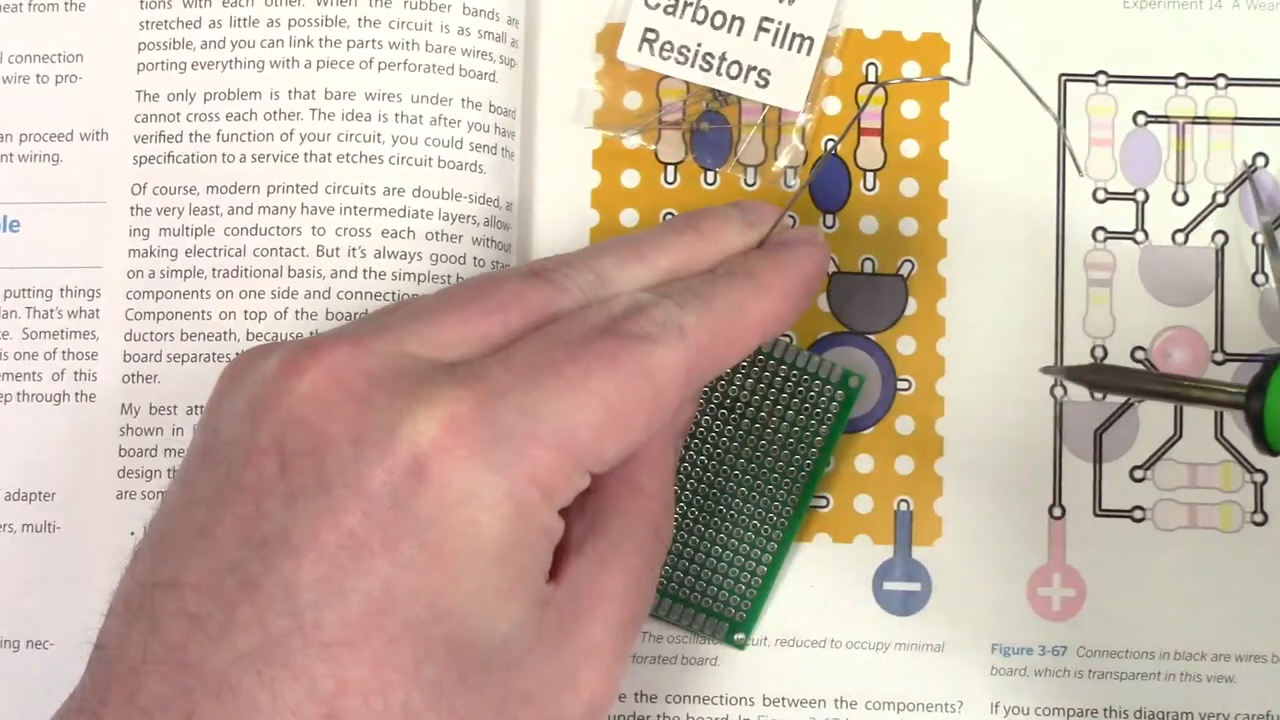 eat from the
l connection
wire to pro-
an proceed with
nt wiring.
le
putting things
lan. That's what
e. Sometimes,
is one of those
ements of this
ep through the
adapter
ers, multi-
ing nec-
tions with each other. When the rubber bands are
stretched as little as possible, the circuit is as small as
possible, and you can link the parts with bare wires, sup-
porting everything with a piece of perforated board.
The only problem is that bare wires under the board
cannot cross each other. The idea is that after you have
verified the function of your circuit, you could send the
specification to a service that etches circuit boards.
Of course, modern printed circuits are double-sided, at
the very least, and many have intermediate layers, allow-
ing multiple conductors to cross each other without
making electrical contact. But it's always good to start
on a simple, traditional basis, and the simplest
components on one side and connectio
Components on top of the board
ductors beneath, because
board separates
other.
My best att
shown in
board me
design th
are som
Carbon Film
Resistors
The oscillat cuit, reduced to occupy minimal
forated board.
e the connections between the components?
under the board. In
Experiment 14 A Wear
Figure 3-67 Connections in black are wires b
board, which is transparent in this view.
If you compare this diagram very